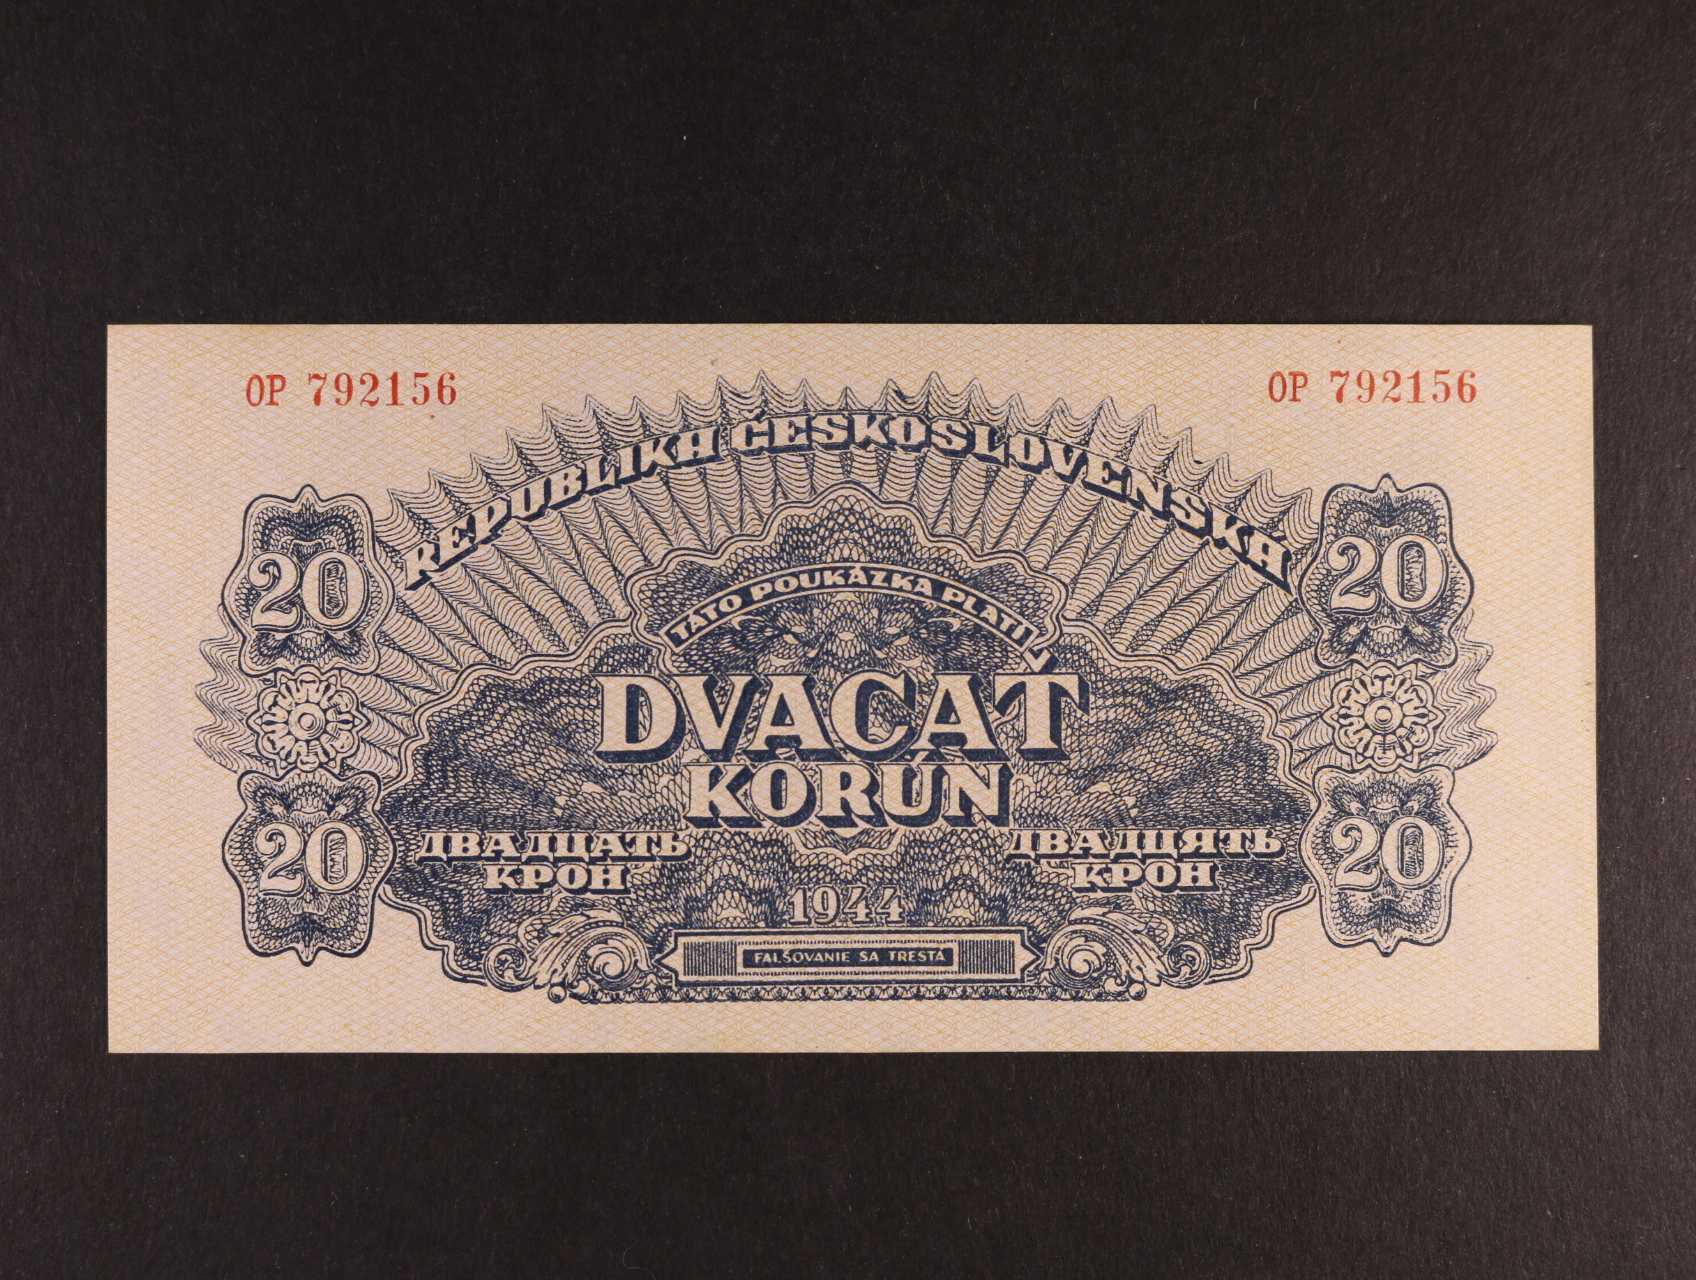 OP 792156
OP 792156
REPUBLIKA ČESKOSLOVENSKÁ
20
20
TÁTO POUKÁZKA PLATÍ
DVACAŤ
KORÚN
20
ДВАДЦАТЬ
КРОН
ДВАДЦЯТЬ
КРОН
20
1944
FALŠOVANIE SA TRESTÁ